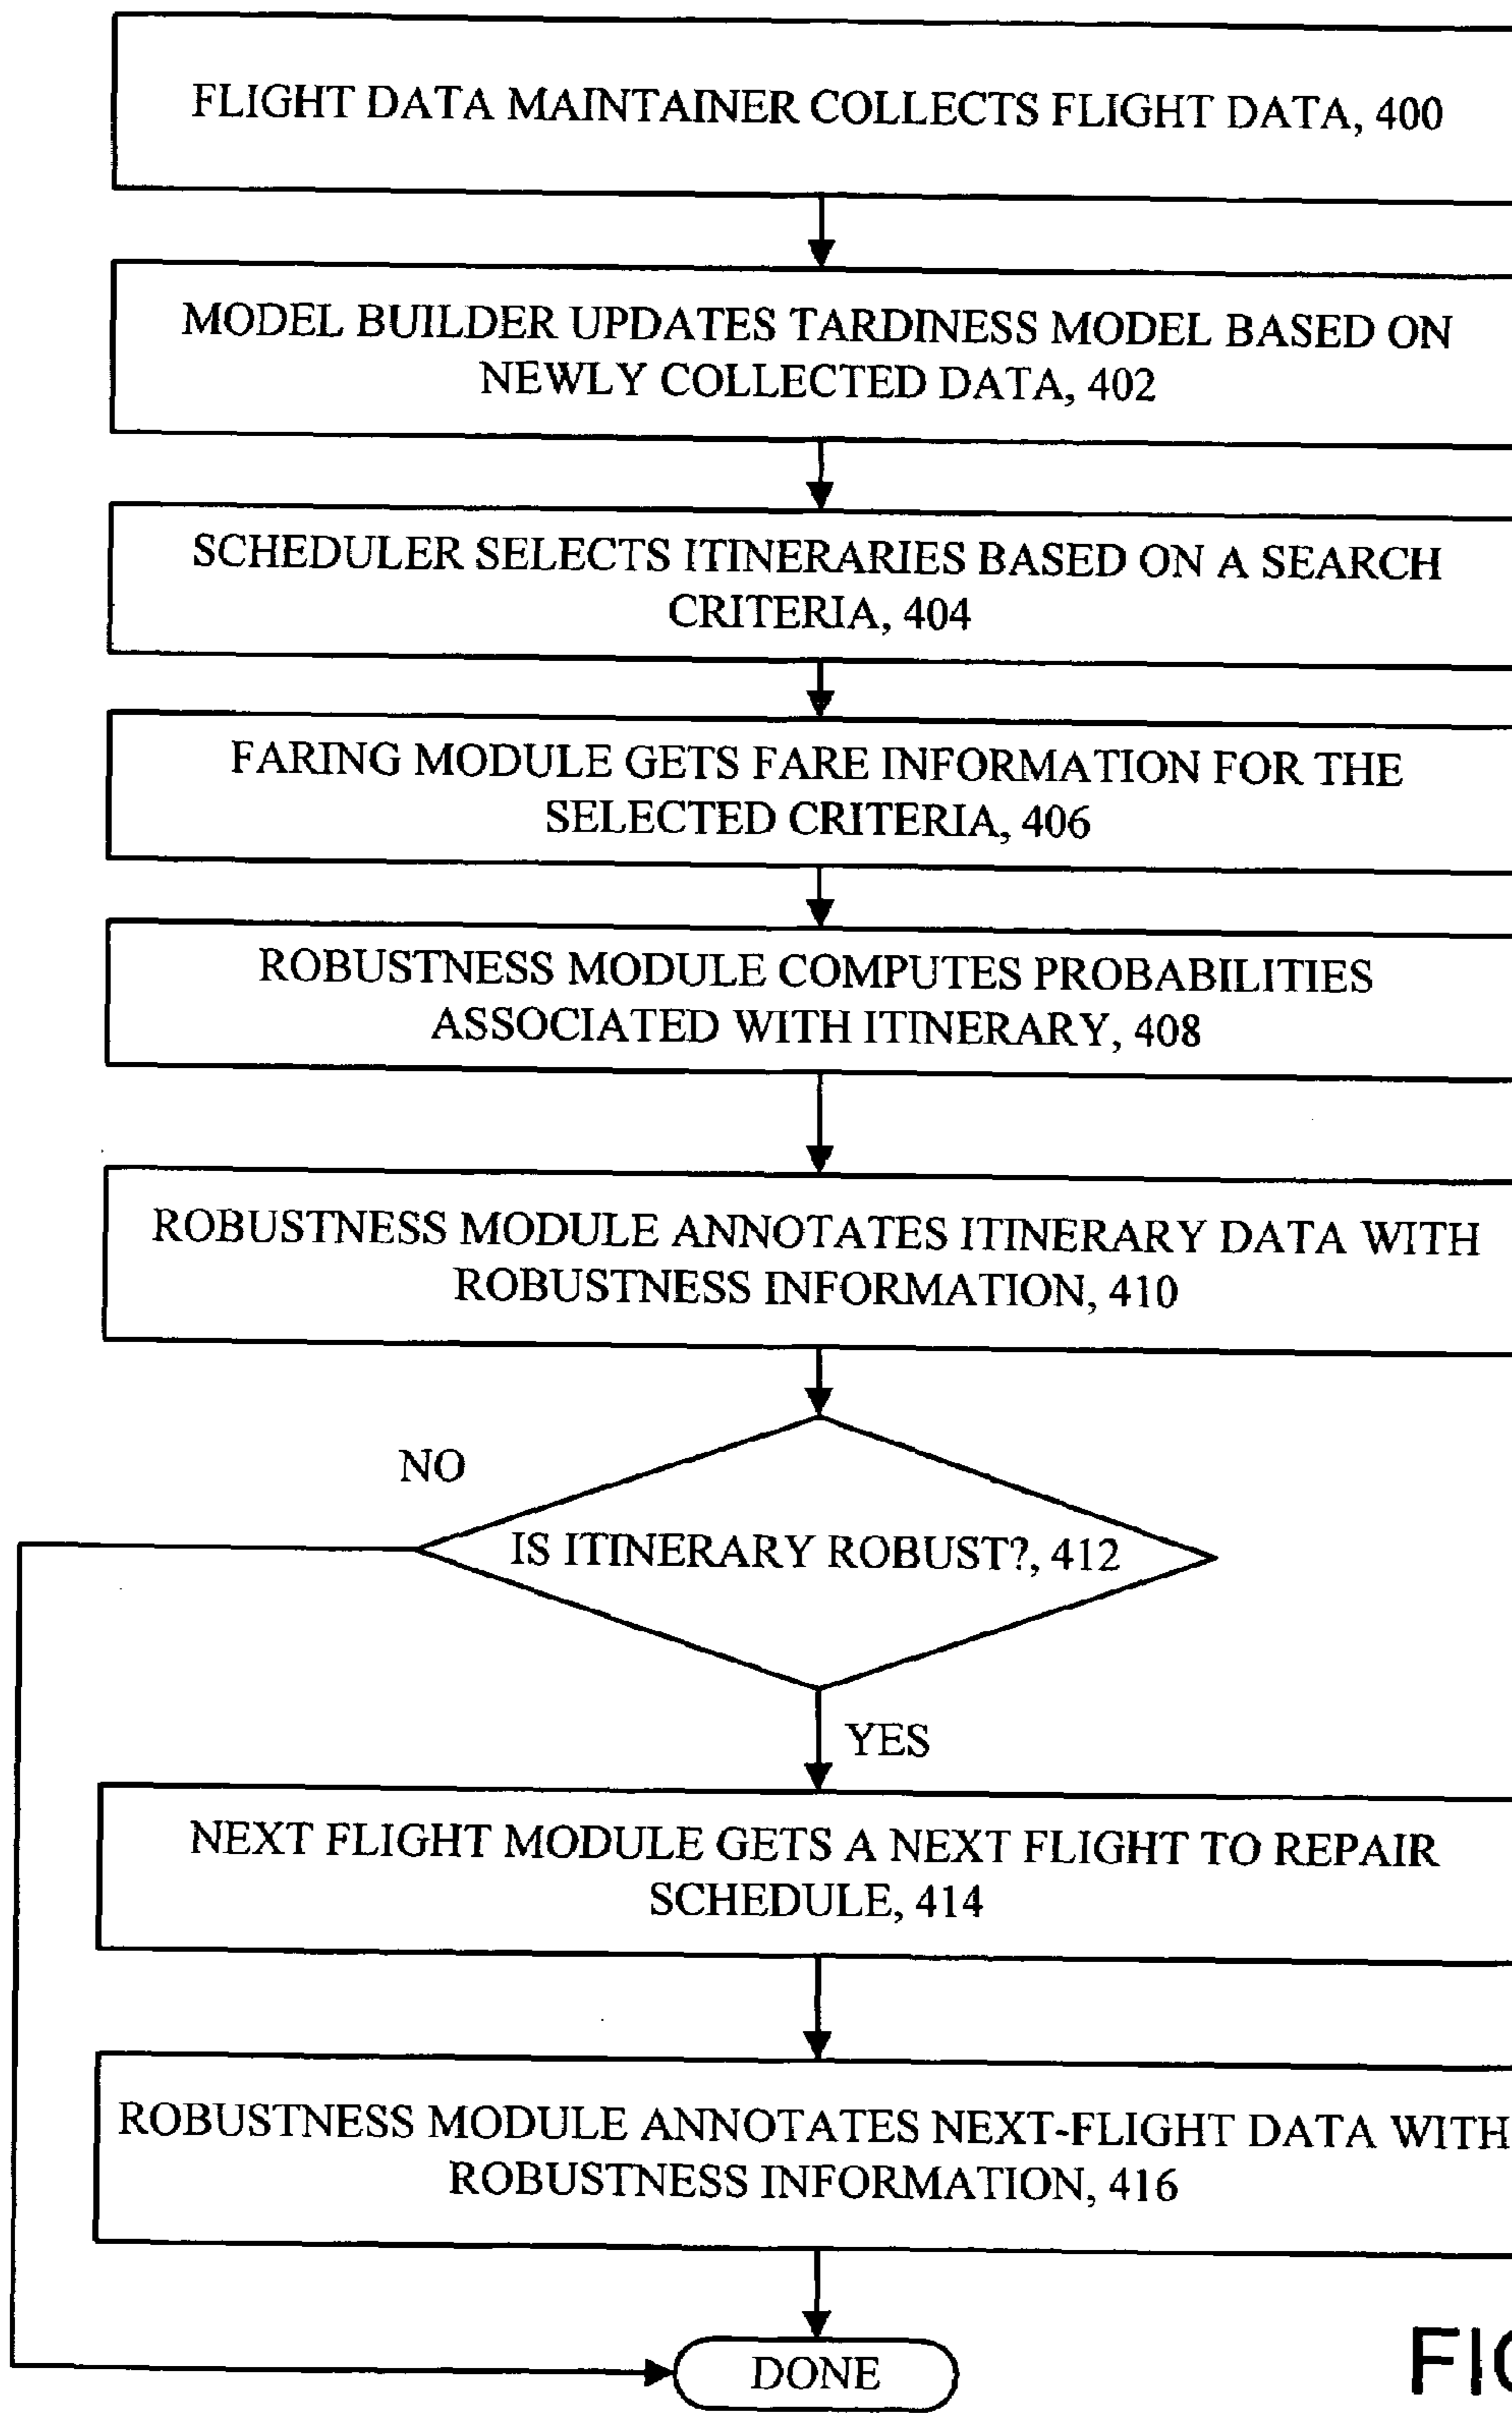 FLIGHT DATA MAINTAINER COLLECTS FLIGHT DATA, 400
MODEL BUILDER UPDATES TARDINESS MODEL BASED ON
NEWLY COLLECTED DATA, 402
SCHEDULER SELECTS ITINERARIES BASED ON A SEARCH
CRITERIA, 404
FARING MODULE GETS FARE INFORMATION FOR THE
SELECTED CRITERIA, 406
ROBUSTNESS MODULE COMPUTES PROBABILITIES
ASSOCIATED WITH ITINERARY, 408
ROBUSTNESS MODULE ANNOTATES ITINERARY DATA WITH
ROBUSTNESS INFORMATION, 410
NO
IS ITINERARY ROBUST?, 412
YES
NEXT FLIGHT MODULE GETS A NEXT FLIGHT TO REPAIR
SCHEDULE, 414
ROBUSTNESS MODULE ANNOTATES NEXT-FLIGHT DATA WITH
ROBUSTNESS INFORMATION, 416
DONE